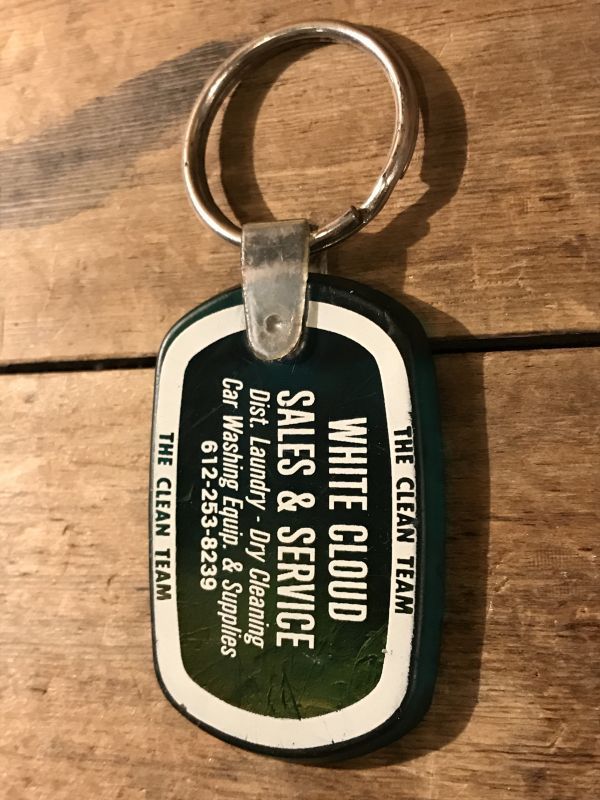 THE CLEAN TEAM
WHITE CLOUD
SALES & SERVICE
Dist. Laundry - Dry Cleaning
Car Washing Equip. & Supplies
612-253-8239
THE CLEAN TEAM